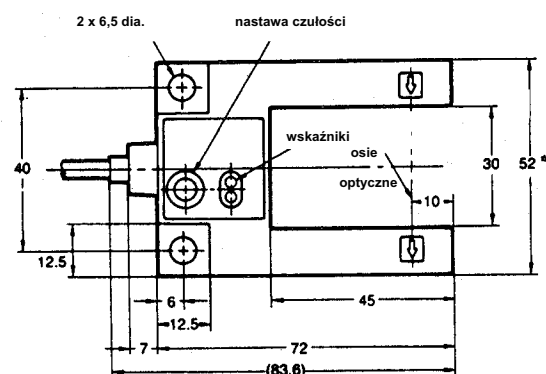 2 x 6,5 dia.
nastawa czułości
wskaźniki
osie
optyczne
40
30
52
10
12.5
6
45
12.5
7
72
(83.6)